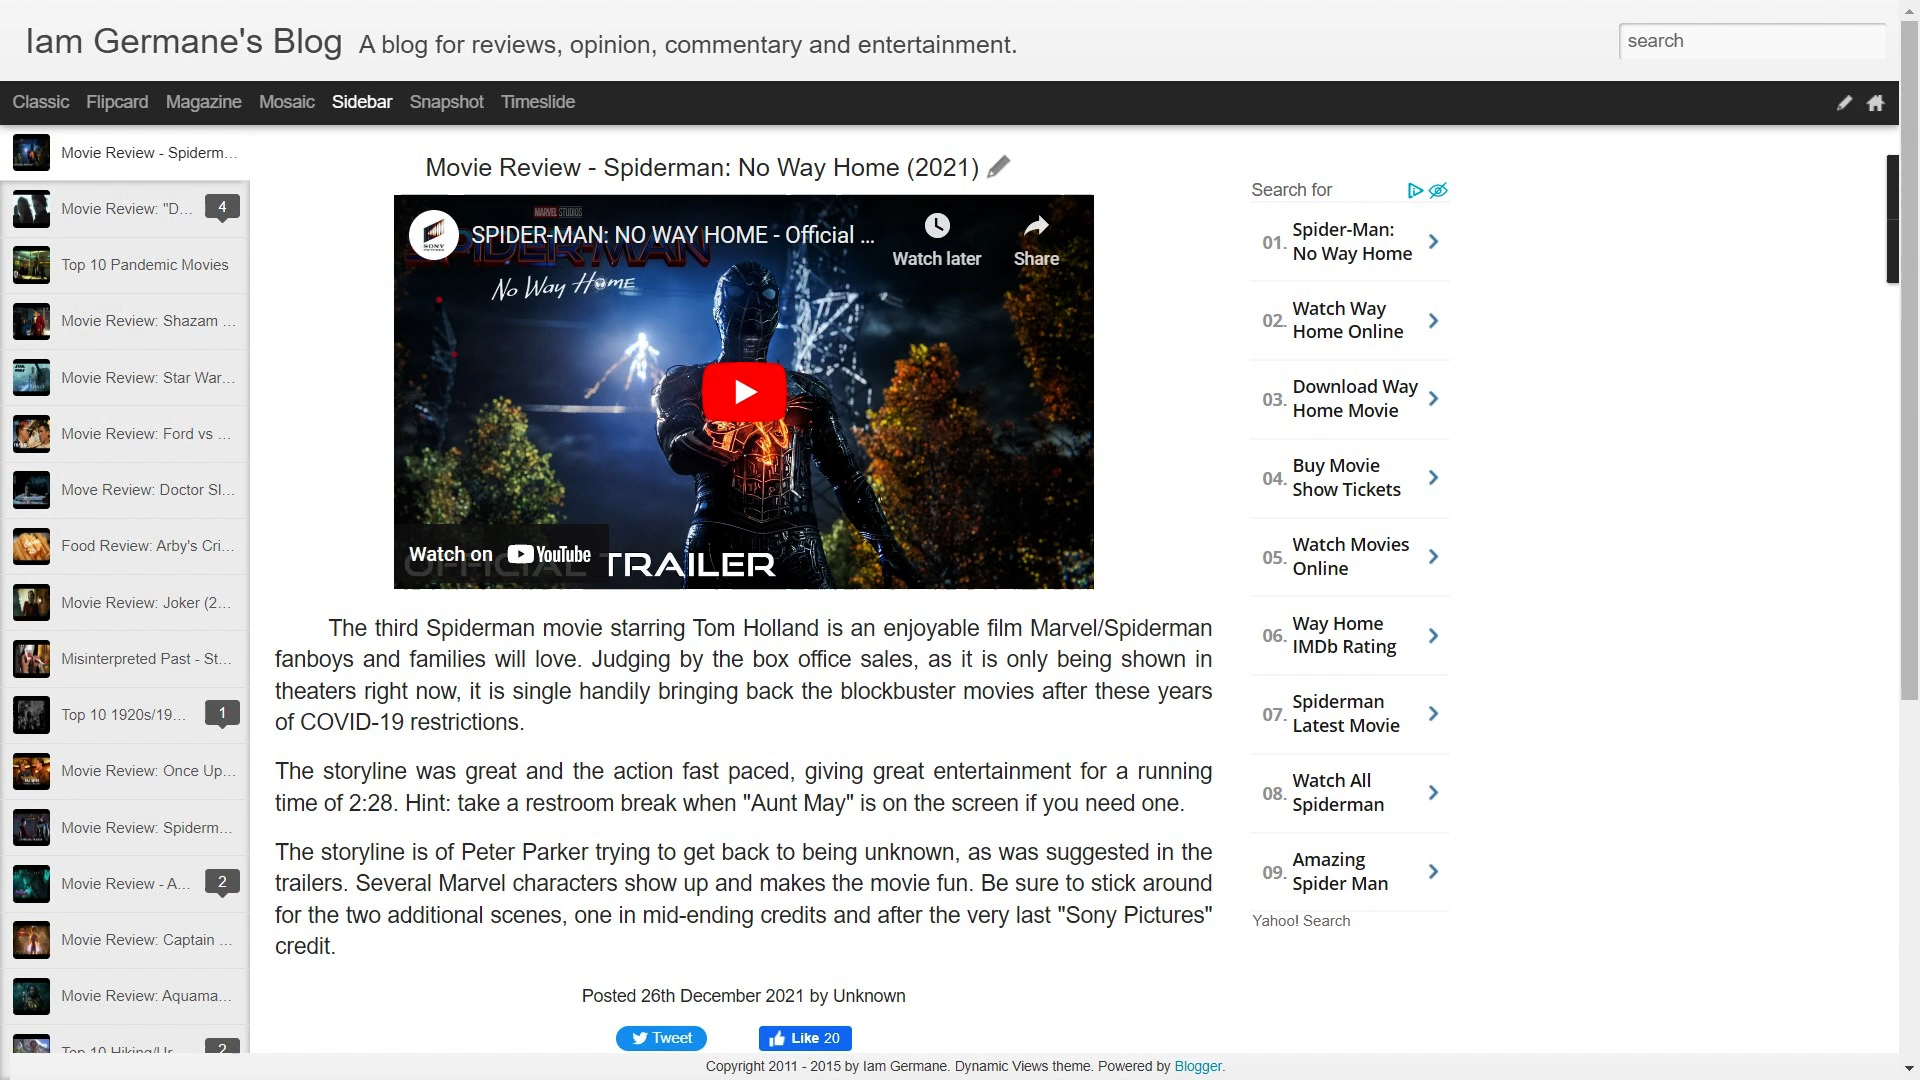 Iam Germane's Blog A blog for reviews, opinion, commentary and entertainment.
search
Classic Flipcard Magazine Mosaic Sidebar Snapshot Timeslide
Movie Review - Spiderm...
Movie Review: "D... 4
Top 10 Pandemic Movies
Movie Review: Shazam ...
Movie Review: Star War...
Movie Review: Ford vs ...
Move Review: Doctor Sl...
Food Review: Arby's Cri...
Movie Review: Joker (2...
Misinterpreted Past - St...
Top 10 1920s/19... 1
Movie Review: Once Up...
Movie Review: Spiderm...
Movie Review - A... 2
Movie Review: Captain ...
Movie Review: Aquama...
Top 10 Hiking/Ur... 2
Movie Review - Spiderman: No Way Home (2021)
MARVEL STUDIOS
SONY
SPIDER-MAN: NO WAY HOME - Official ...
Watch later
Share
SPIDER-MAN
No Way Home
Watch on YouTube
OFFICIAL TRAILER
The third Spiderman movie starring Tom Holland is an enjoyable film Marvel/Spiderman
fanboys and families will love. Judging by the box office sales, as it is only being shown in
theaters right now, it is single handily bringing back the blockbuster movies after these years
of COVID-19 restrictions.
The storyline was great and the action fast paced, giving great entertainment for a running
time of 2:28. Hint: take a restroom break when "Aunt May" is on the screen if you need one.
The storyline is of Peter Parker trying to get back to being unknown, as was suggested in the
trailers. Several Marvel characters show up and makes the movie fun. Be sure to stick around
for the two additional scenes, one in mid-ending credits and after the very last "Sony Pictures"
credit.
Posted 26th December 2021 by Unknown
Tweet
Like 20
Search for
01. Spider-Man:
No Way Home
02. Watch Way
Home Online
03. Download Way
Home Movie
04. Buy Movie
Show Tickets
05. Watch Movies
Online
06. Way Home
IMDb Rating
07. Spiderman
Latest Movie
08. Watch All
Spiderman
09. Amazing
Spider Man
Yahoo! Search
Copyright 2011 - 2015 by Iam Germane. Dynamic Views theme. Powered by Blogger.